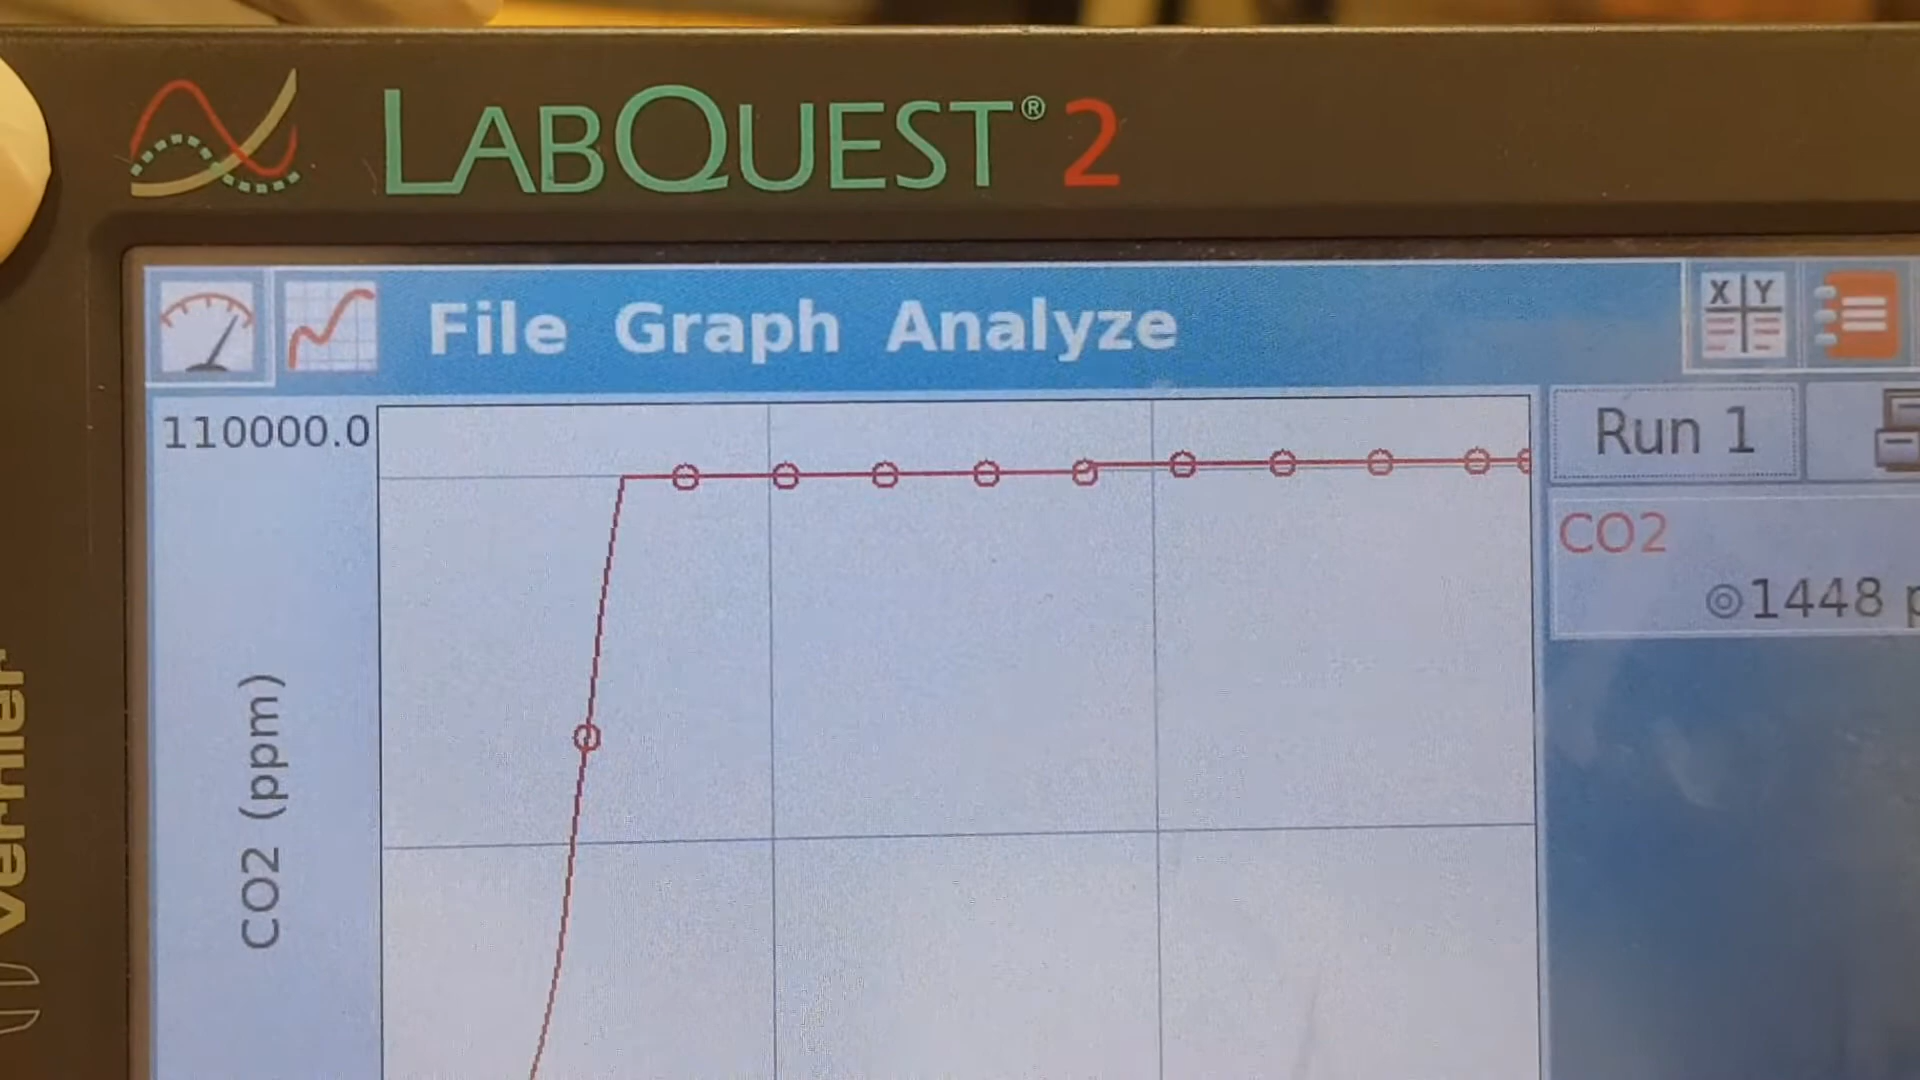 LABQUEST® 2
File Graph Analyze
X Y
110000.0
Run 1
CO2
1448 p
CO2 (ppm)
Vernier